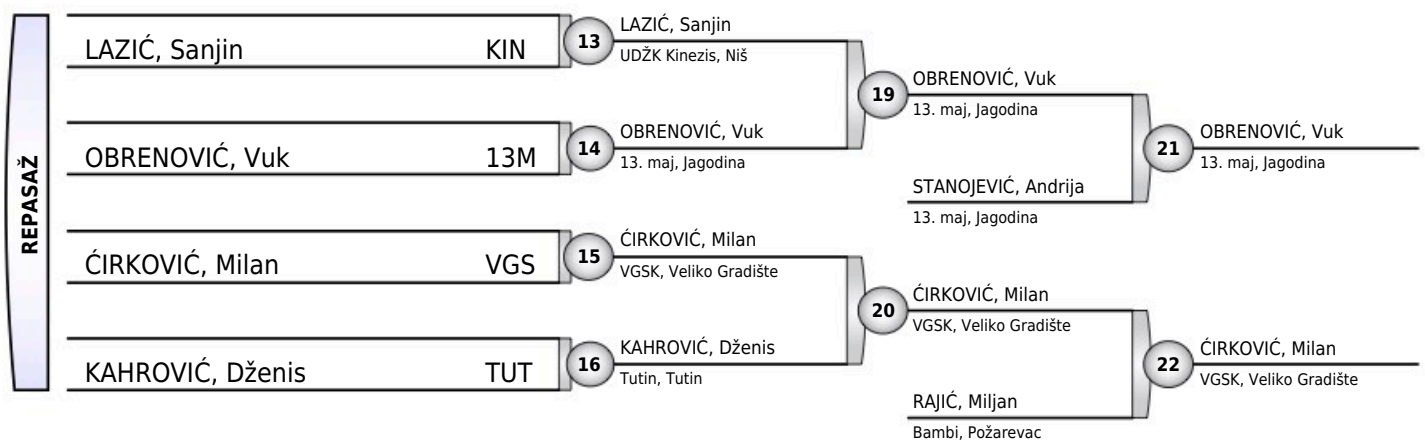 REPASAŽ
LAZIĆ, Sanjin KIN
OBRENOVIĆ, Vuk 13M
ĆIRKOVIĆ, Milan VGS
KAHROVIĆ, Dženis TUT
13
LAZIĆ, Sanjin
UDŽK Kinezis, Niš
14
OBRENOVIĆ, Vuk
13. maj, Jagodina
15
ĆIRKOVIĆ, Milan
VGSK, Veliko Gradište
16
KAHROVIĆ, Dženis
Tutin, Tutin
19
OBRENOVIĆ, Vuk
13. maj, Jagodina
STANOJEVIĆ, Andrija
13. maj, Jagodina
20
ĆIRKOVIĆ, Milan
VGSK, Veliko Gradište
RAJIĆ, Miljan
Bambi, Požarevac
21
OBRENOVIĆ, Vuk
13. maj, Jagodina
22
ĆIRKOVIĆ, Milan
VGSK, Veliko Gradište